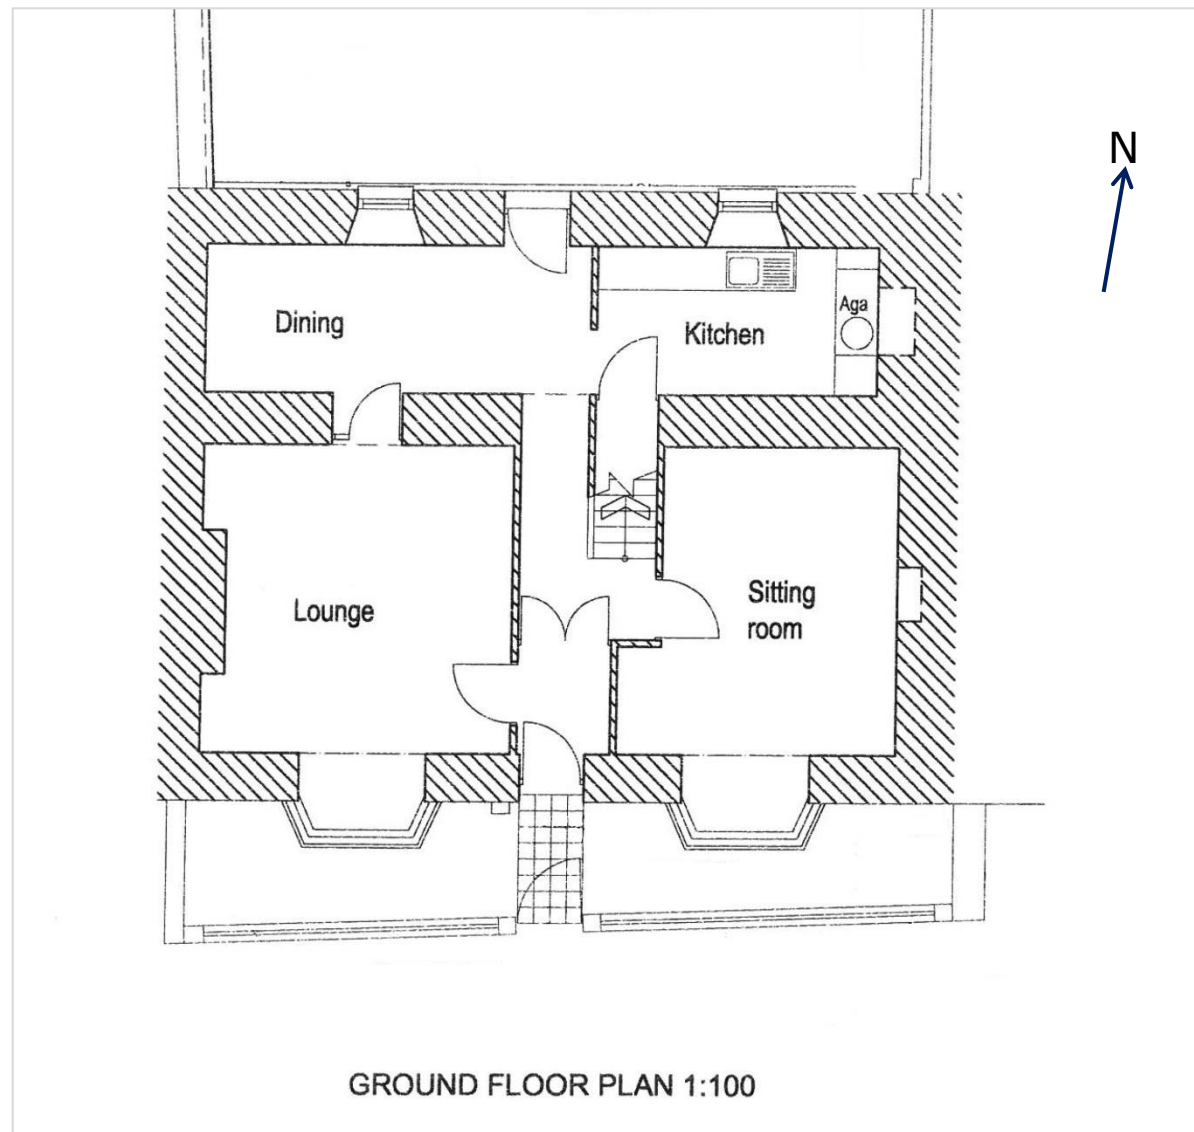 N
Dining
Kitchen
Aga
Lounge
Sitting
room
GROUND FLOOR PLAN 1:100